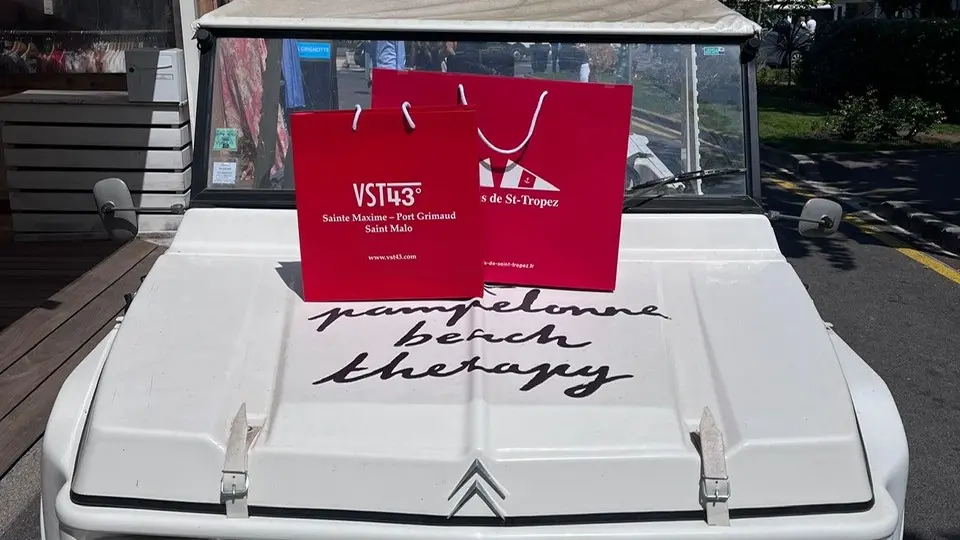 GRIGNOTTE
VST43°
Sainte Maxime – Port Grimaud
Saint Malo
www.vst43.com
s de St-Tropez
s-de-saint-tropez.fr
pampelonne
beach
therapy